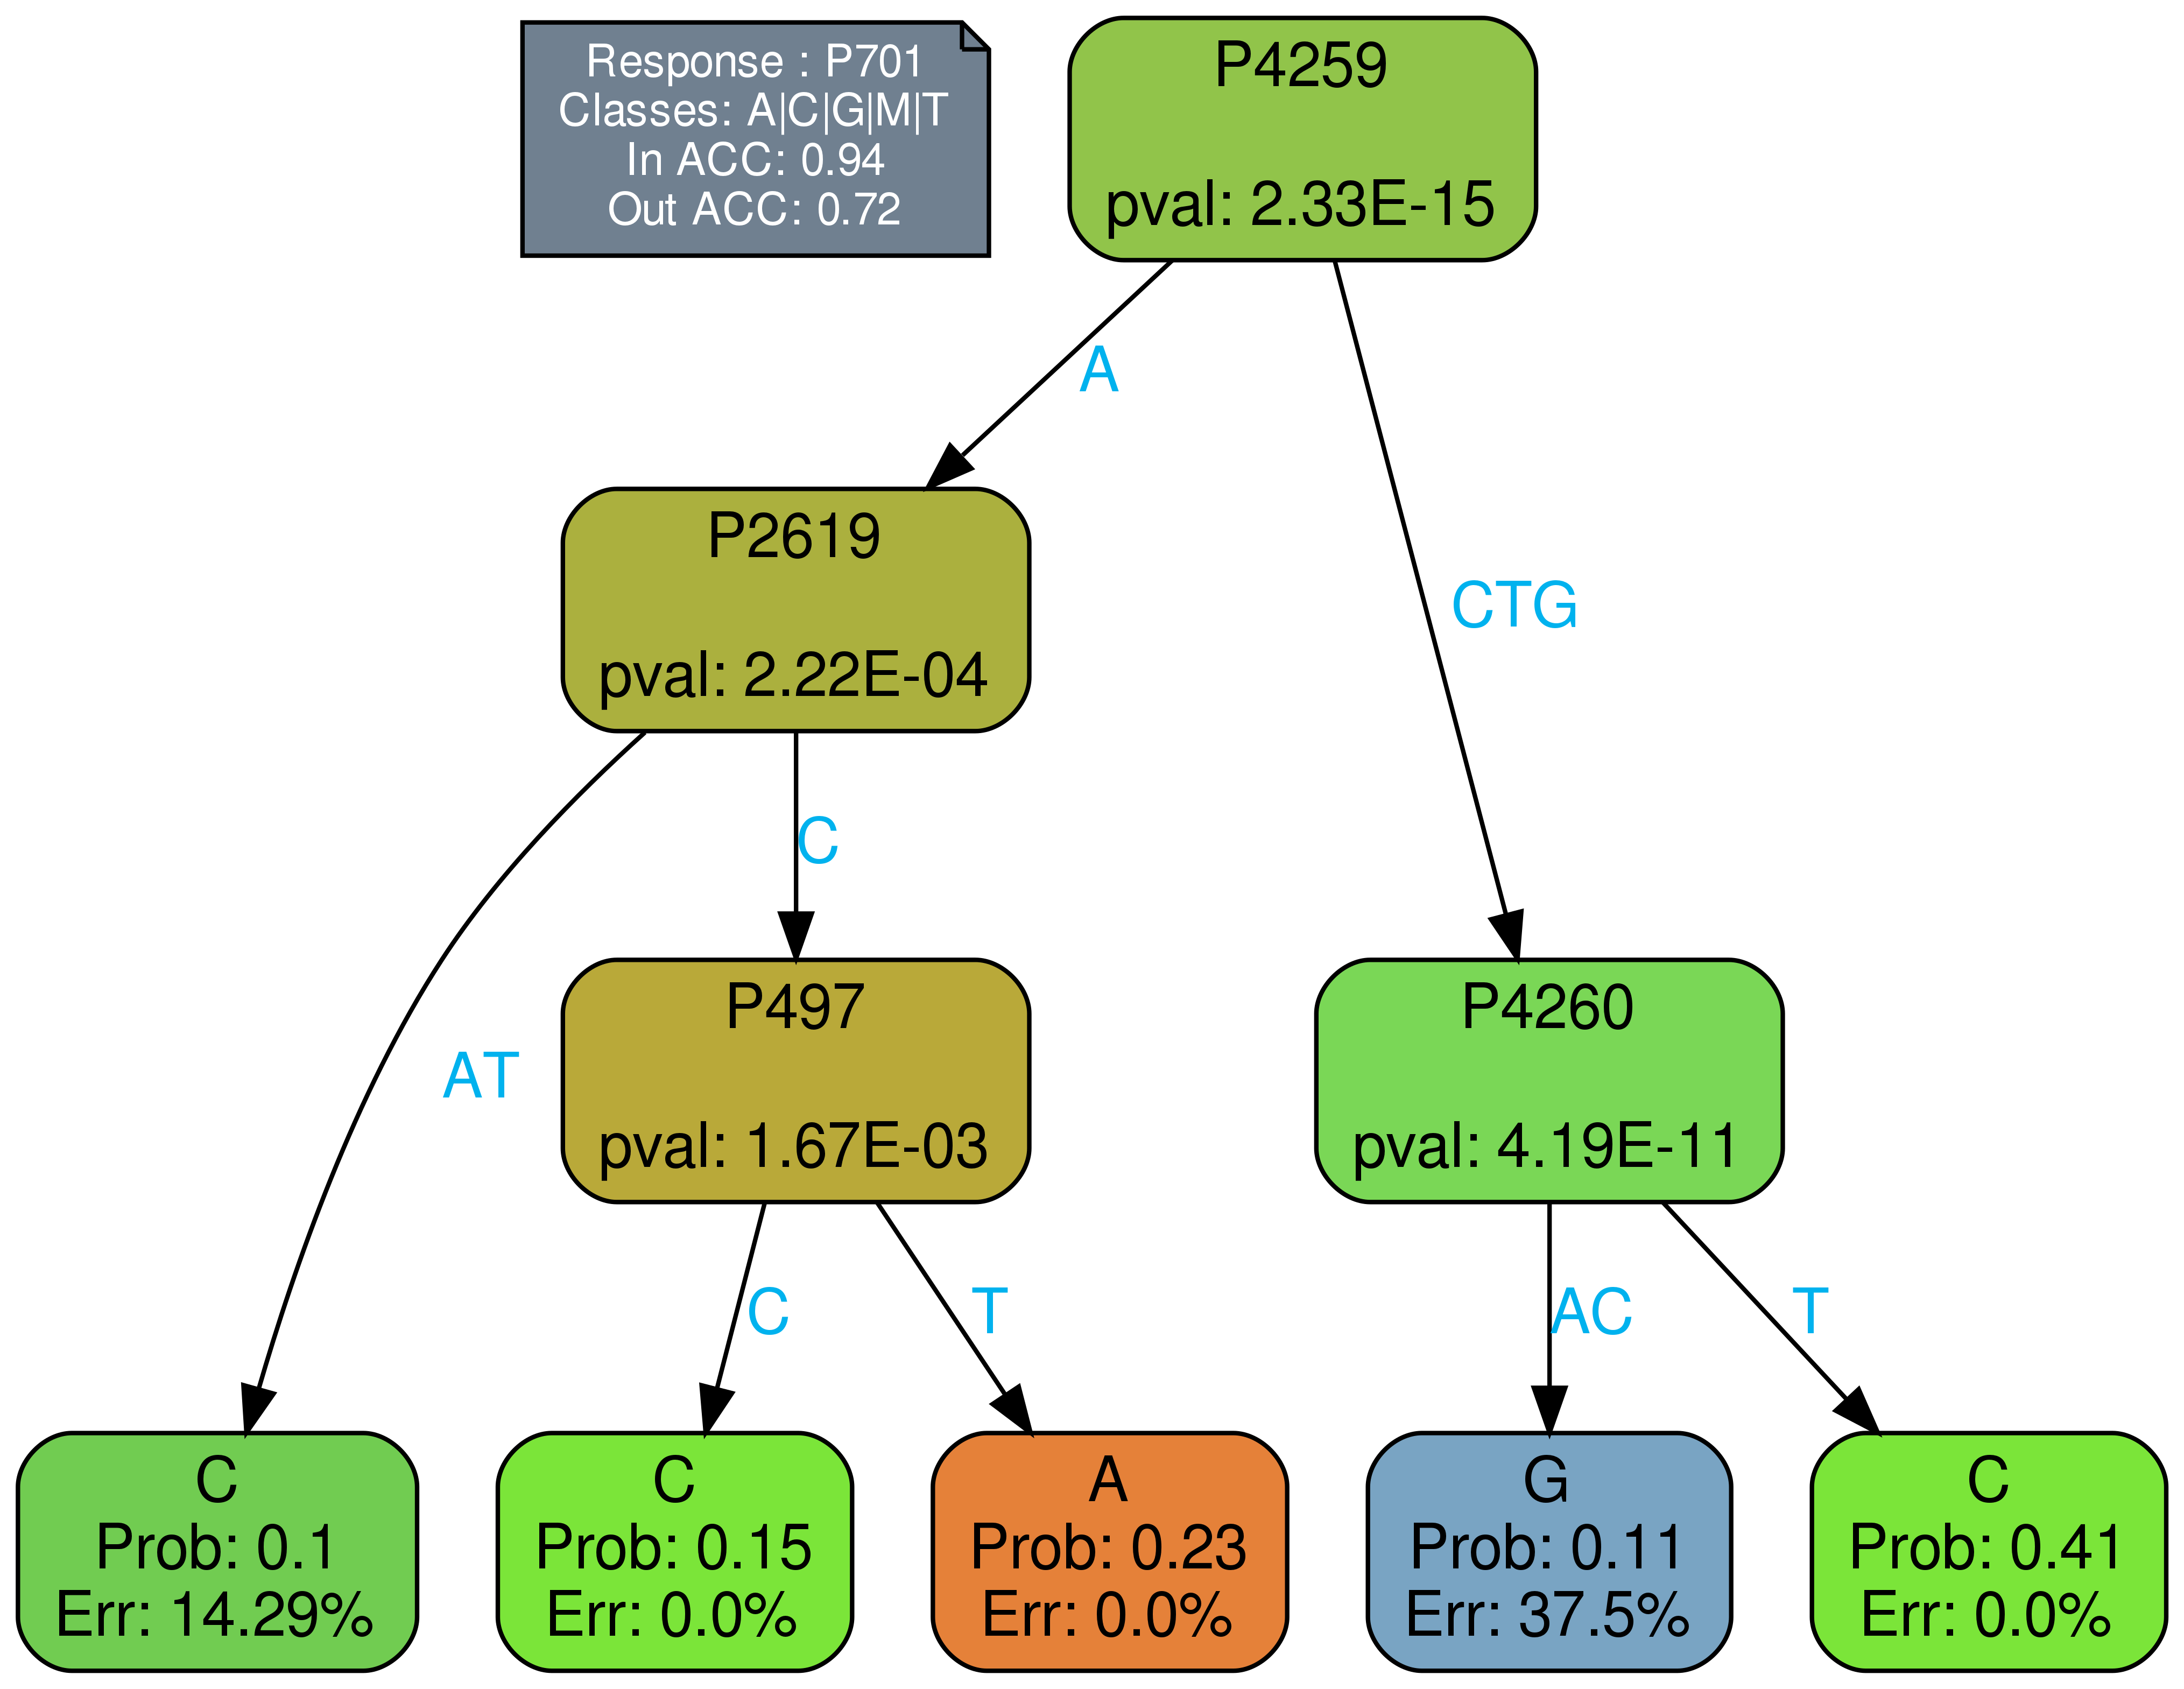 Response : P701
Classes: A|C|G|M|T
In ACC: 0.94
Out ACC: 0.72
P4259
pval: 2.33E-15
A
CTG
P2619
pval: 2.22E-04
C
AT
P497
pval: 1.67E-03
P4260
pval: 4.19E-11
C
T
AC
T
C
Prob: 0.1
Err: 14.29%
C
Prob: 0.15
Err: 0.0%
A
Prob: 0.23
Err: 0.0%
G
Prob: 0.11
Err: 37.5%
C
Prob: 0.41
Err: 0.0%